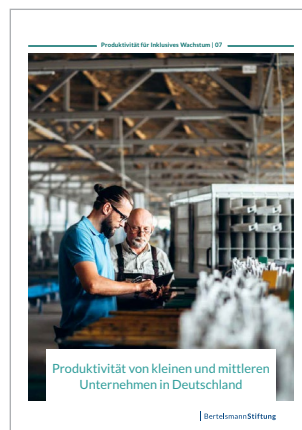 Produktivität für Inklusives Wachstum | 07
Produktivität von kleinen und mittleren
Unternehmen in Deutschland
BertelsmannStiftung